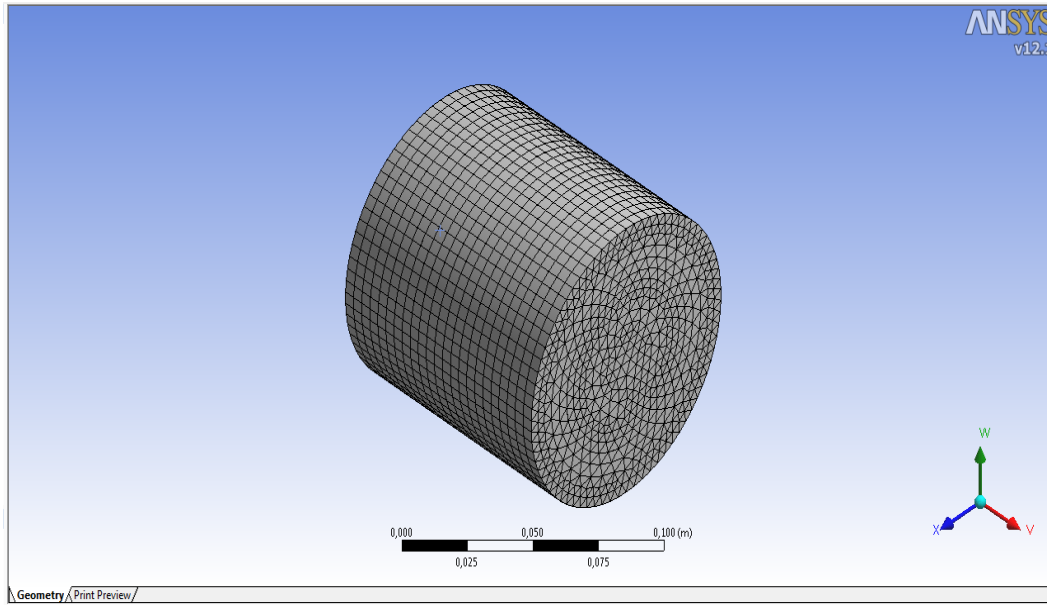 ANSYS
v12.
W
X
V
0,000
0,050
0,100 (m)
0,025
0,075
Geometry
Print Preview